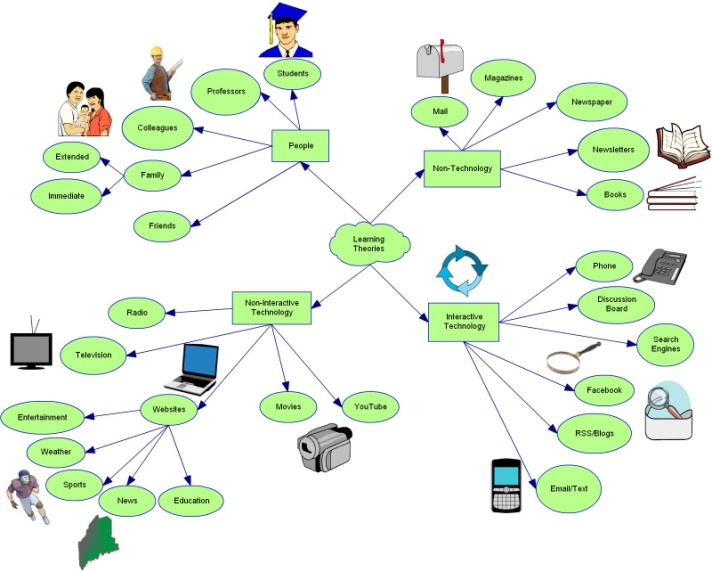 Students
Magazines
Professors
Newspaper
Mail
Colleagues
People
Newsletters
Extended
Non-Technology
Family
Immediate
Books
Friends
Learning
Theories
Phone
Non-Interactive
Technology
Discussion
Board
Radio
Interactive
Technology
Search
Engines
Television
Facebook
Websites
Movies
YouTube
Entertainment
RSS/Blogs
Weather
Sports
News
Education
Email/Text